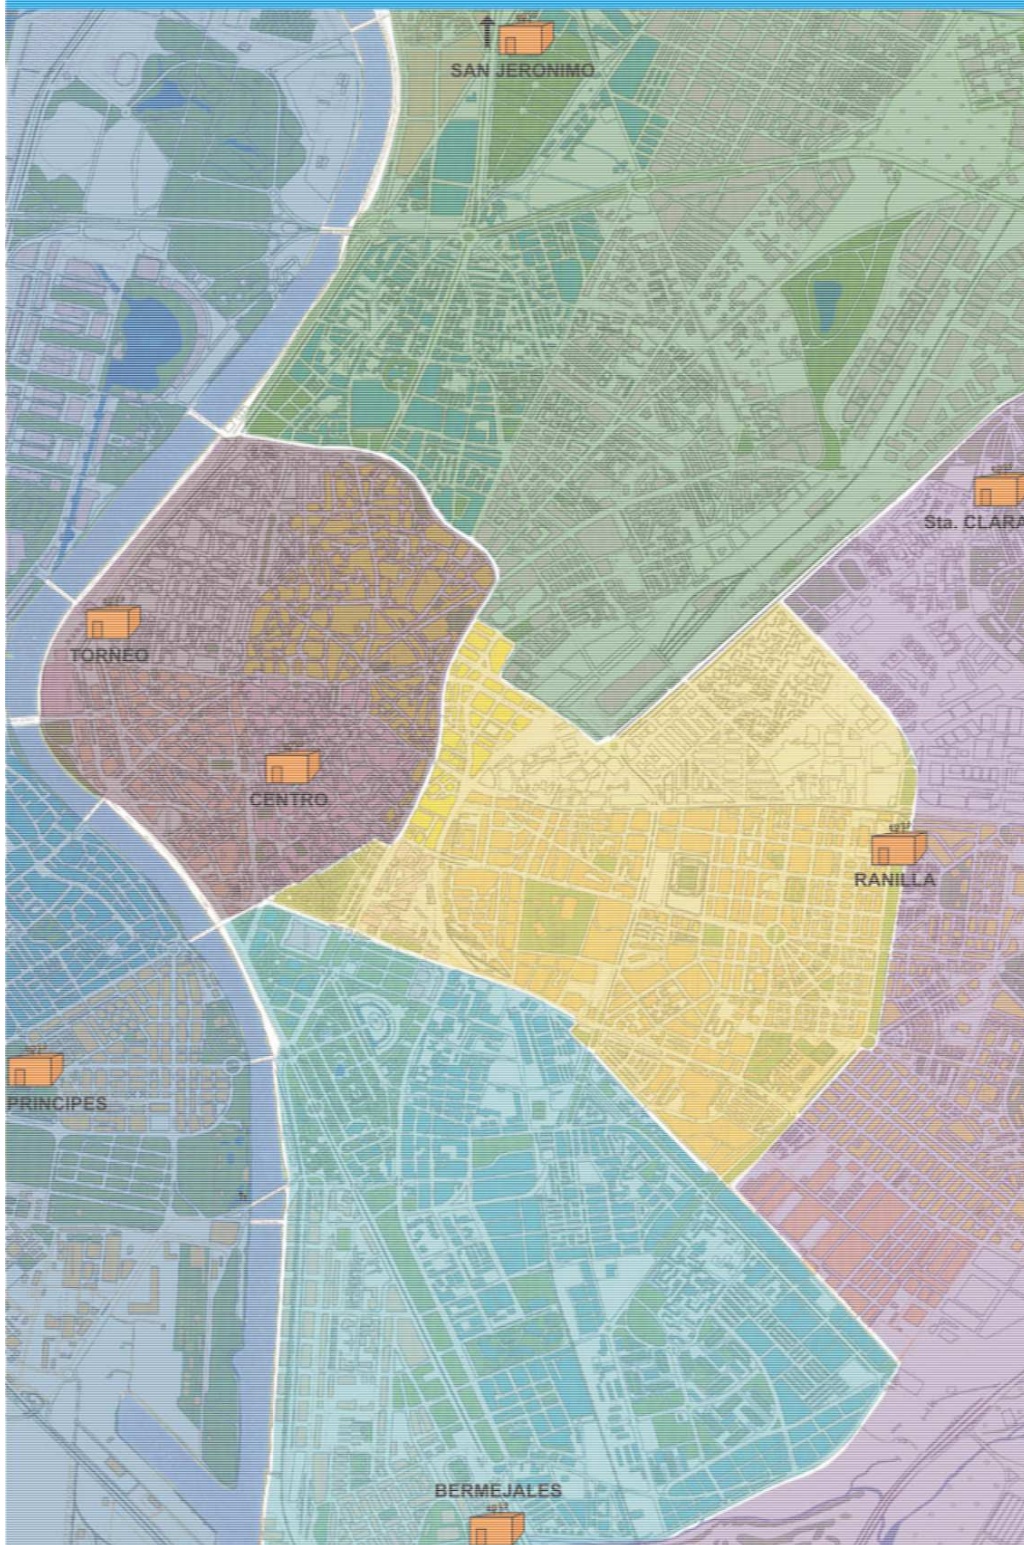 SAN JERONIMO
Sta. CLARA
TORNEO
CENTRO
RANILLA
PRINCIPES
BERMEJALES